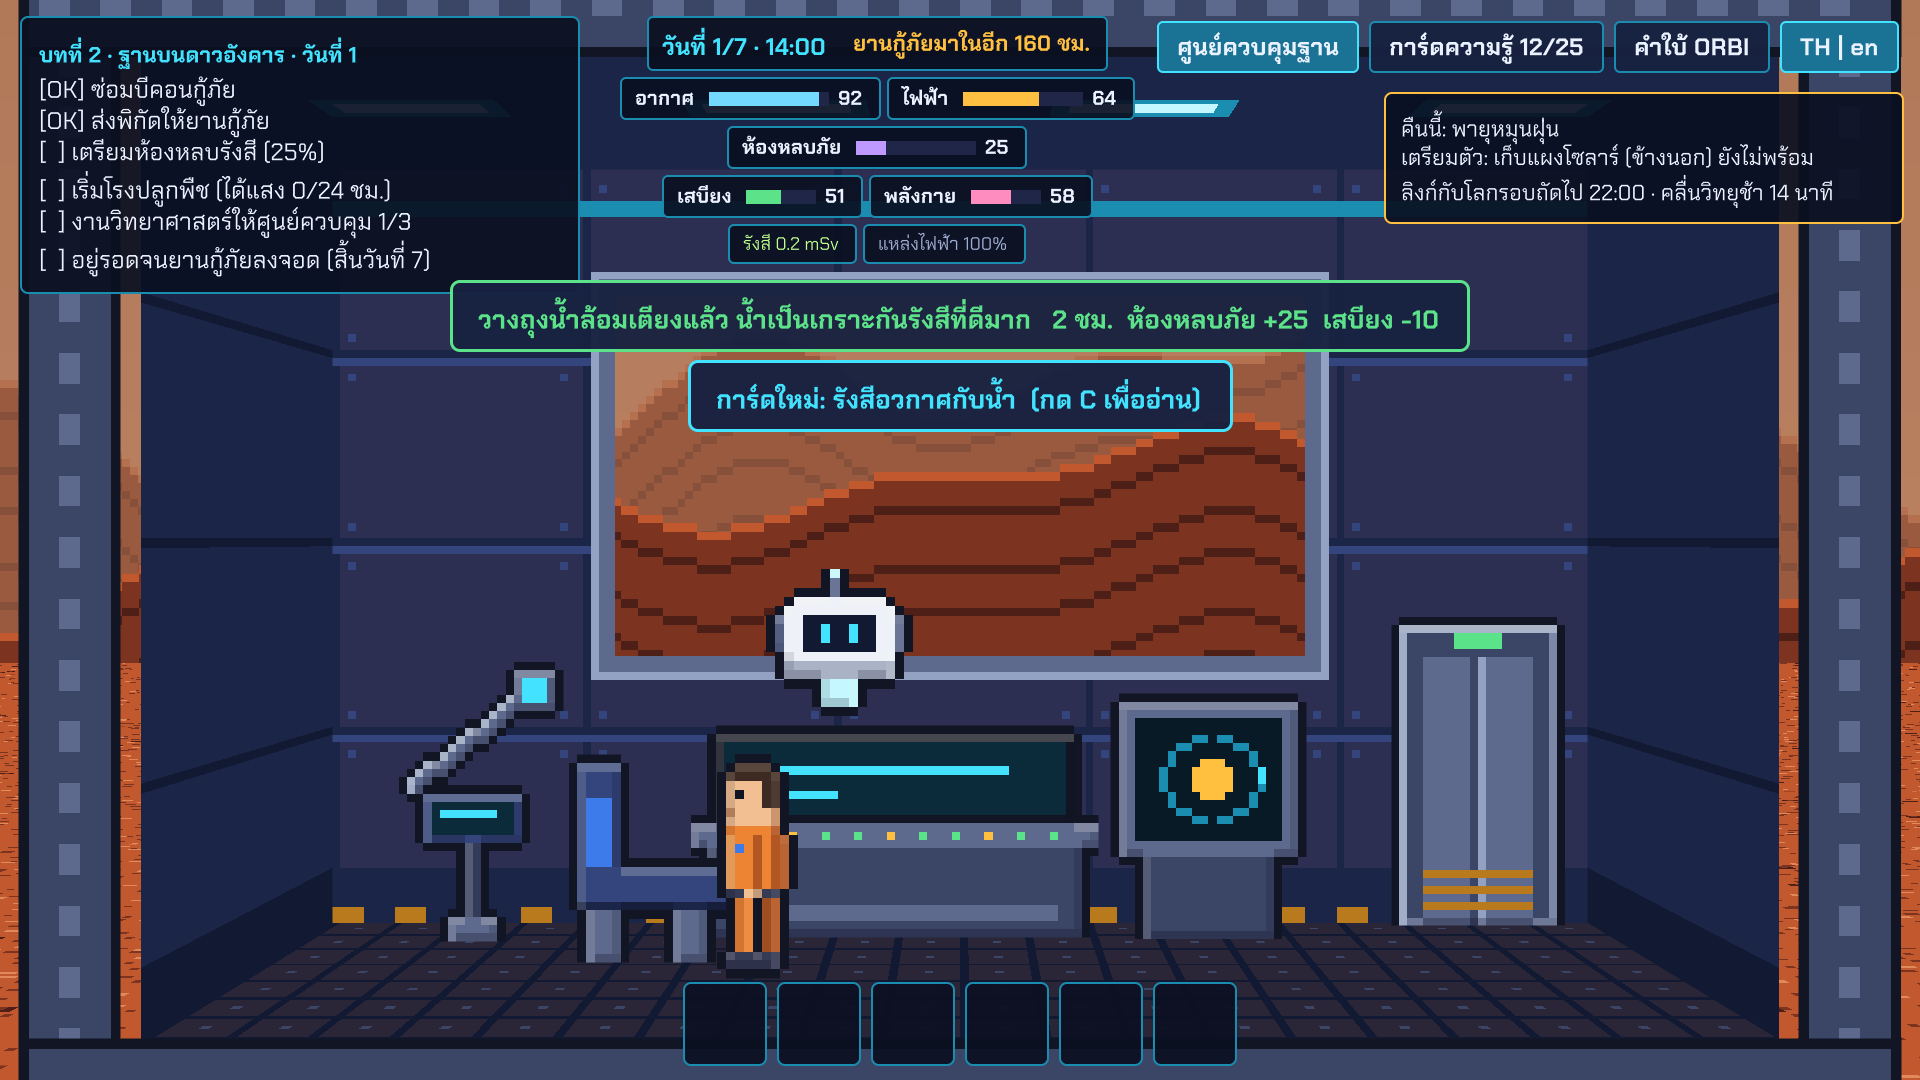 บทที่ 2 · ฐานบนดาวอังคาร · วันที่ 1
[OK] ซ่อมบีคอนกู้ภัย
[OK] ส่งพิกัดให้ยานกู้ภัย
[ ] เตรียมห้องหลบรังสี (25%)
[ ] เริ่มโรงปลูกพืช (ได้แสง 0/24 ชม.)
[ ] งานวิทยาศาสตร์ให้ศูนย์ควบคุม 1/3
[ ] อยู่รอดจนยานกู้ภัยลงจอด (สิ้นวันที่ 7)
วันที่ 1/7 · 14:00 ยานกู้ภัยมาในอีก 160 ชม.
อากาศ 92 ไฟฟ้า 64
ห้องหลบภัย 25
เสบียง 51 พลังกาย 58
รังสี 0.2 mSv แหล่งไฟฟ้า 100%
ศูนย์ควบคุมฐาน การ์ดความรู้ 12/25 คำใบ้ ORBI TH | en
คืนนี้: พายุหมุนฝุ่น
เตรียมตัว: เก็บแผงโซลาร์ (ข้างนอก) ยังไม่พร้อม
ลิงก์กับโลกรอบถัดไป 22:00 · คลื่นวิทยุช้า 14 นาที
วางถุงน้ำล้อมเตียงแล้ว น้ำเป็นเกราะกันรังสีที่ดีมาก 2 ชม. ห้องหลบภัย +25 เสบียง -10
การ์ดใหม่: รังสีอวกาศกับน้ำ (กด C เพื่ออ่าน)